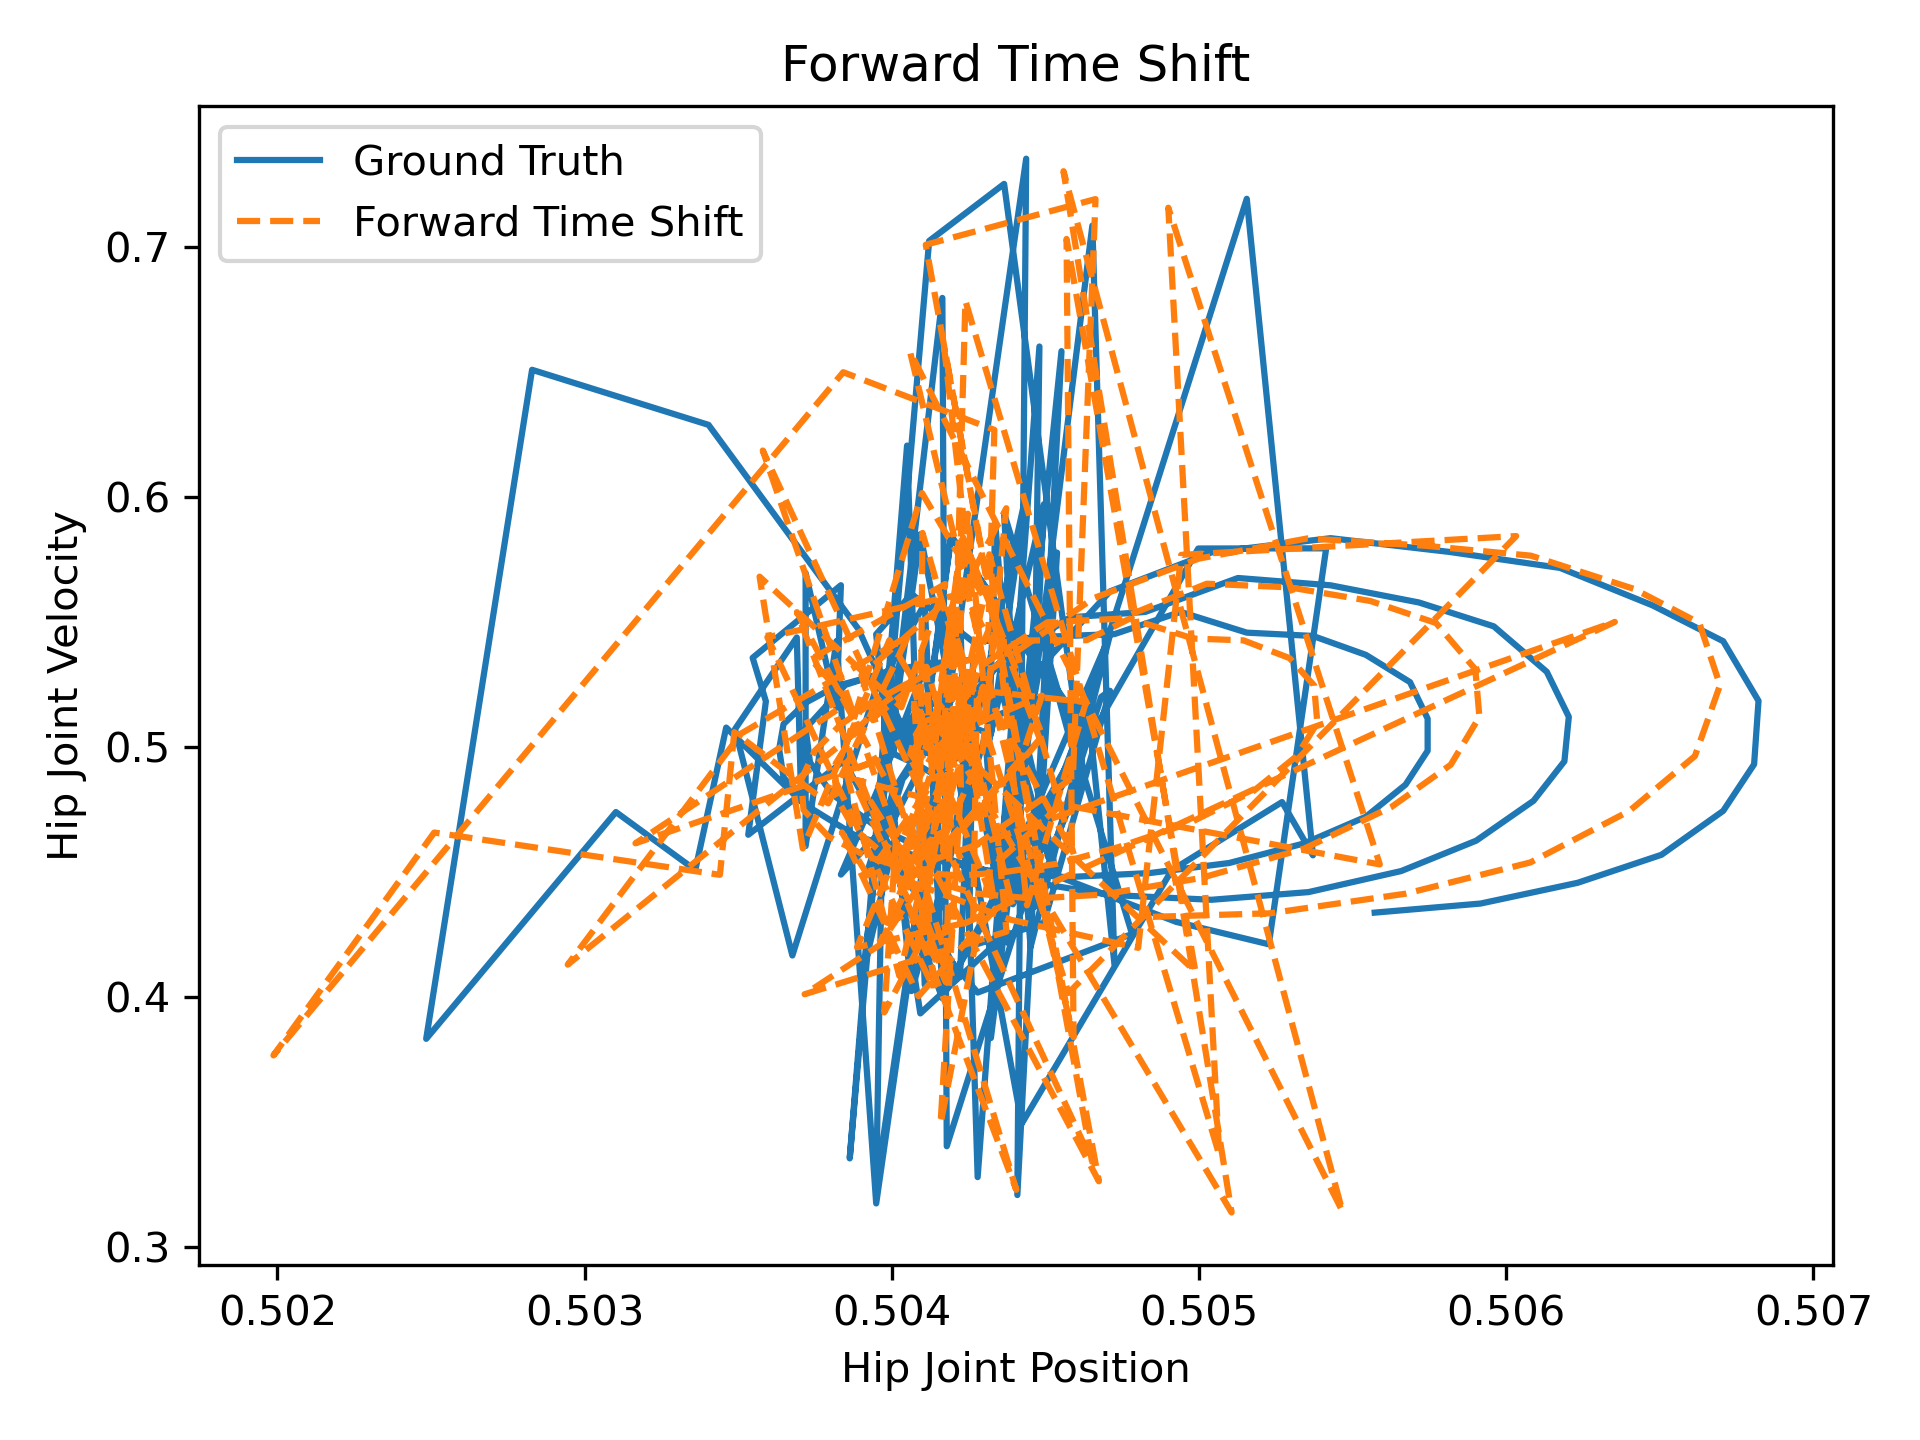 Forward Time Shift
Ground Truth
Forward Time Shift
Hip Joint Velocity
0.7
0.6
0.5
0.4
0.3
0.502 0.503 0.504 0.505 0.506 0.507
Hip Joint Position